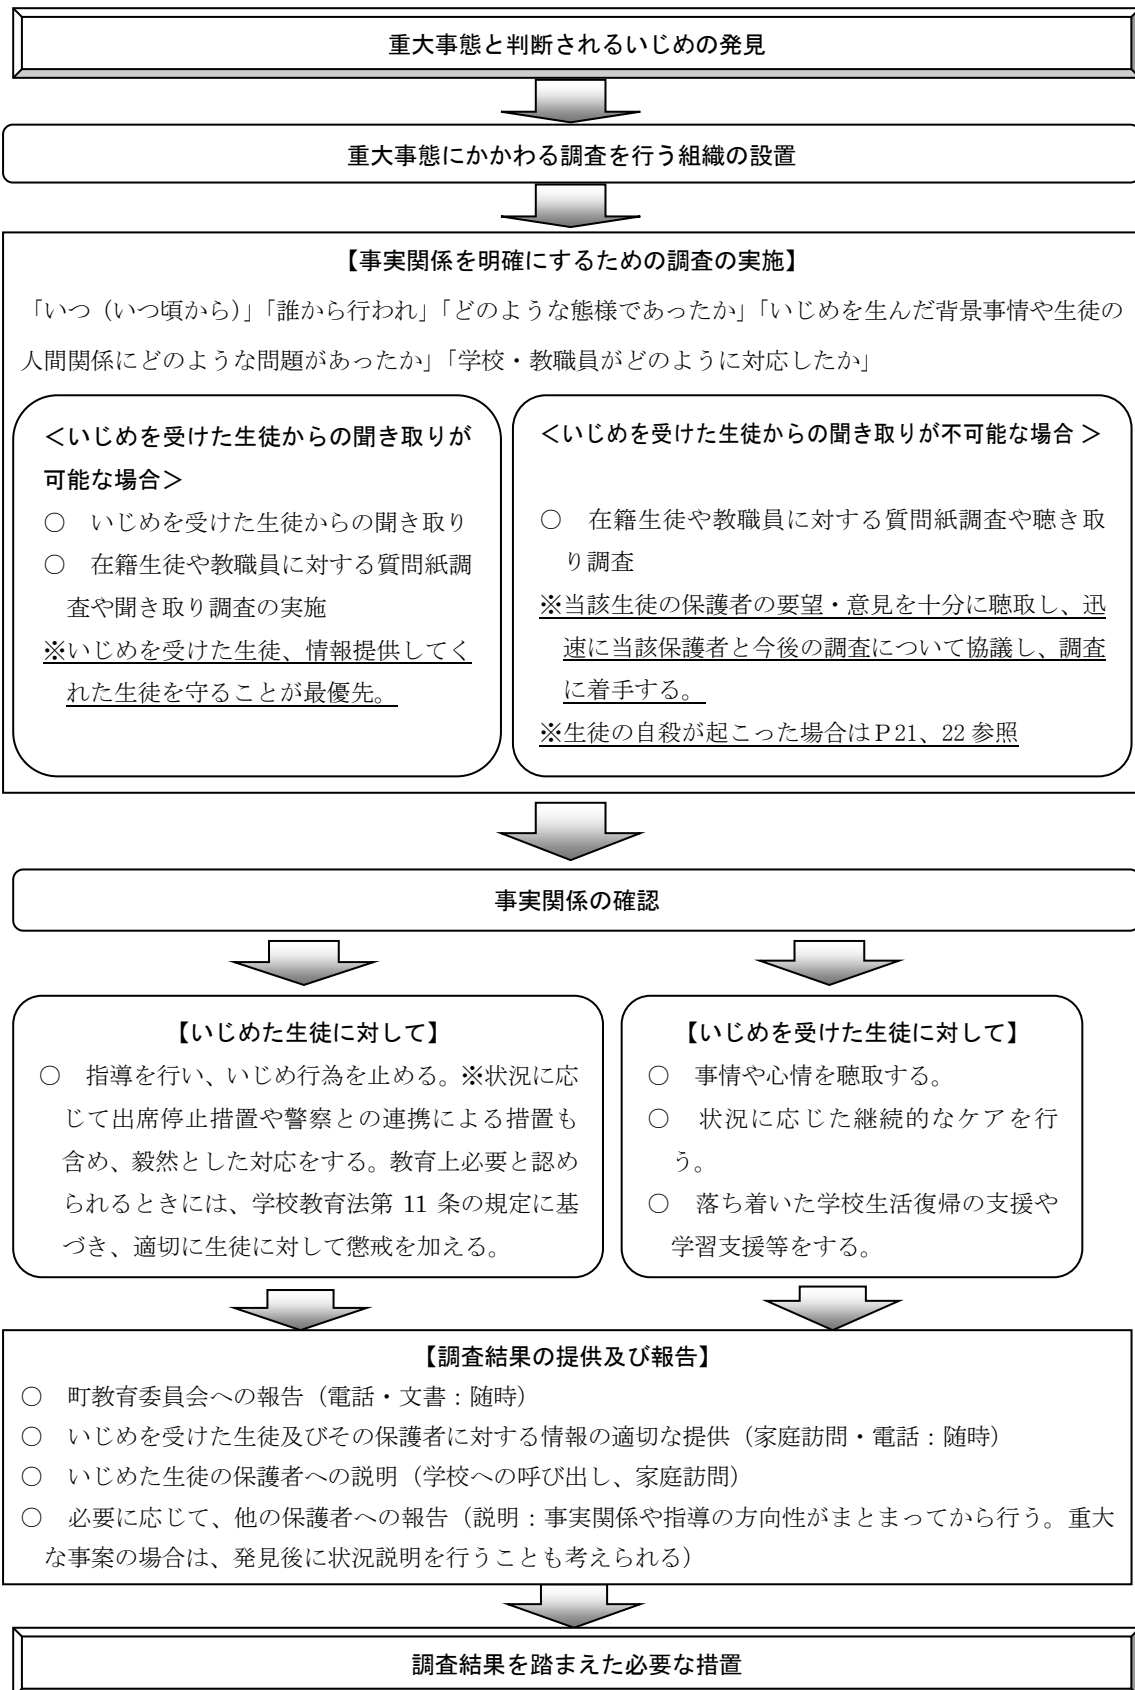 重大事態と判断されるいじめの発見
重大事態にかかわる調査を行う組織の設置
【事実関係を明確にするための調査の実施】
「いつ（いつ頃から）」「誰から行われ」「どのような態様であったか」「いじめを生んだ背景事情や生徒の
人間関係にどのような問題があったか」「学校・教職員がどのように対応したか」
＜いじめを受けた生徒からの聞き取りが
可能な場合＞
○　いじめを受けた生徒からの聞き取り
○　在籍生徒や教職員に対する質問紙調
査や聞き取り調査の実施
※いじめを受けた生徒、情報提供してく
れた生徒を守ることが最優先。
＜いじめを受けた生徒からの聞き取りが不可能な場合 ＞
○　在籍生徒や教職員に対する質問紙調査や聴き取
り調査
※当該生徒の保護者の要望・意見を十分に聴取し、迅
速に当該保護者と今後の調査について協議し、調査
に着手する。
※生徒の自殺が起こった場合はＰ21、22 参照
事実関係の確認
【いじめた生徒に対して】
○　指導を行い、いじめ行為を止める。※状況に応
じて出席停止措置や警察との連携による措置も
含め、毅然とした対応をする。教育上必要と認め
られるときには、学校教育法第 11 条の規定に基
づき、適切に生徒に対して懲戒を加える。
【いじめを受けた生徒に対して】
○　事情や心情を聴取する。
○　状況に応じた継続的なケアを行
う。
○　落ち着いた学校生活復帰の支援や
学習支援等をする。
【調査結果の提供及び報告】
○　町教育委員会への報告（電話・文書：随時）
○　いじめを受けた生徒及びその保護者に対する情報の適切な提供（家庭訪問・電話：随時）
○　いじめた生徒の保護者への説明（学校への呼び出し、家庭訪問）
○　必要に応じて、他の保護者への報告（説明：事実関係や指導の方向性がまとまってから行う。重大
な事案の場合は、発見後に状況説明を行うことも考えられる）
調査結果を踏まえた必要な措置